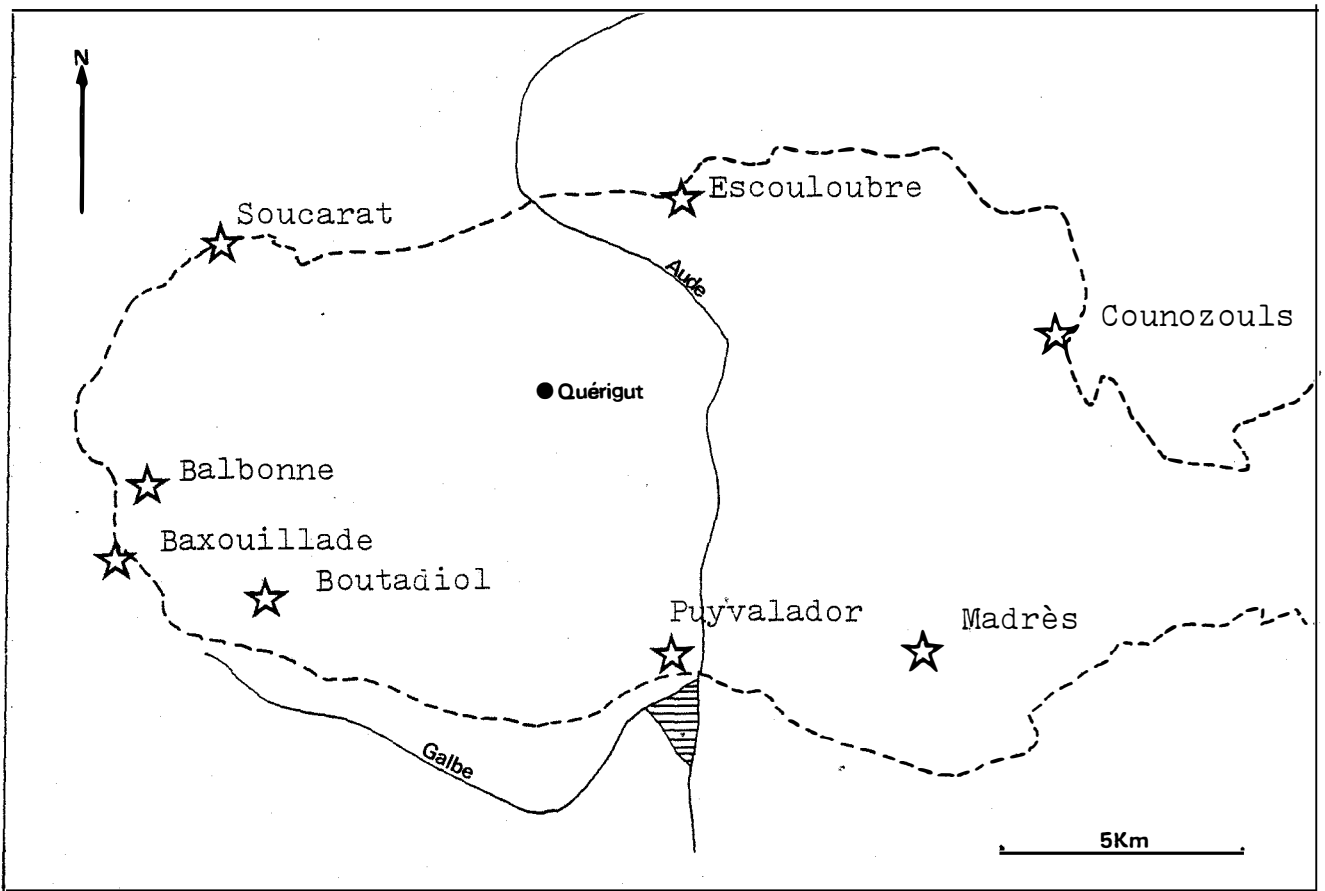 N
Escouloubre
Soucarat
Aude
Counozouls
Quérigut
Balbonne
Baxouillade
Boutadiol
Puyvalador
Madrès
Galbe
5Km